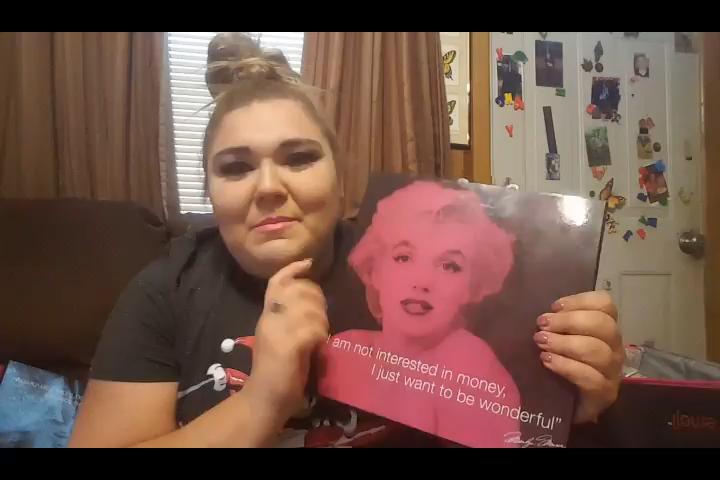 I am not interested in money,
I just want to be wonderful”